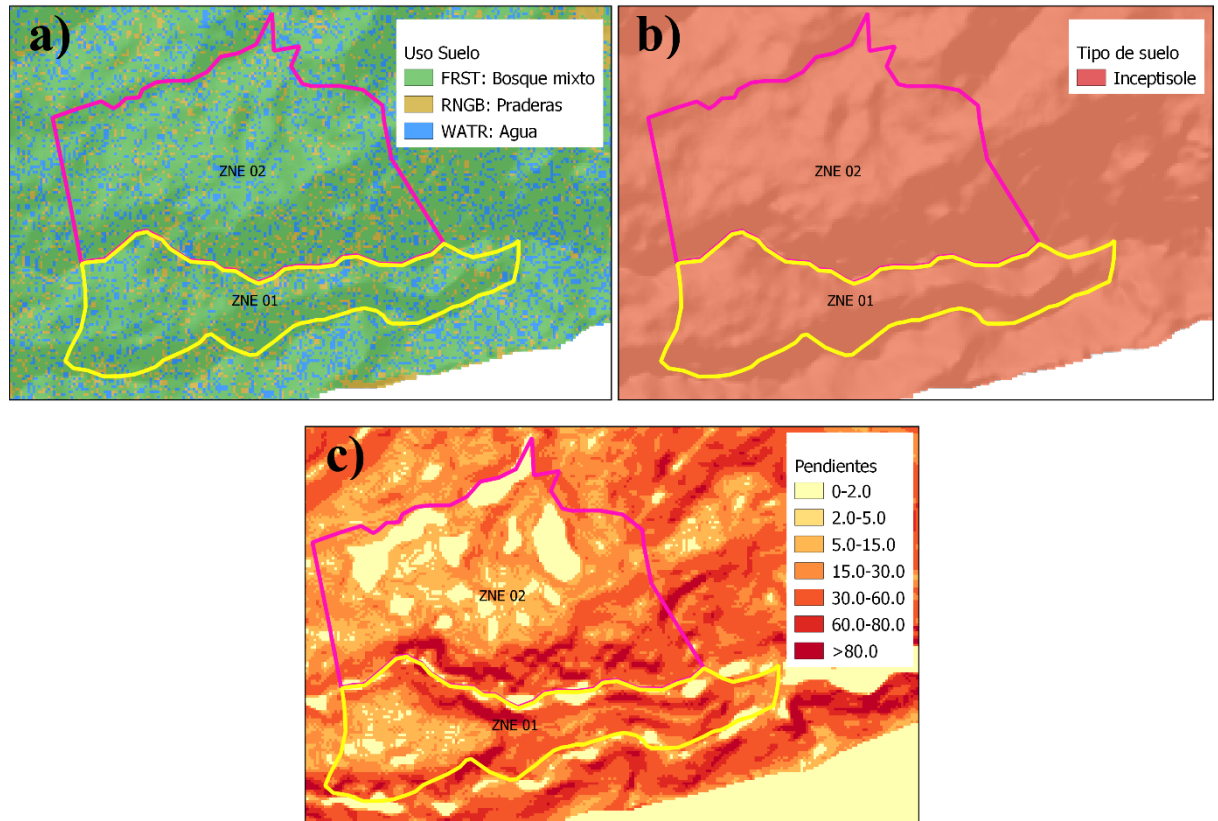 a)
Uso Suelo
FRST: Bosque mixto
RNGB: Praderas
WATR: Agua
ZNE 02
ZNE 01
b)
Tipo de suelo
Inceptisole
ZNE 02
ZNE 01
c)
Pendientes
0-2.0
2.0-5.0
5.0-15.0
15.0-30.0
30.0-60.0
60.0-80.0
>80.0
ZNE 02
ZNE 01